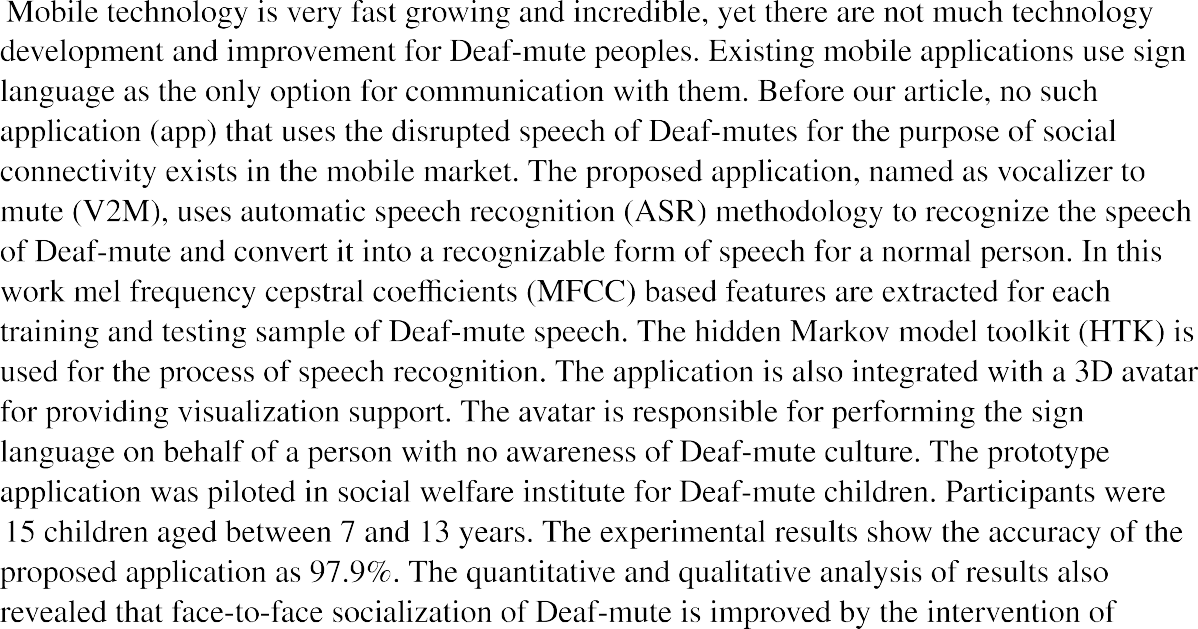 Mobile technology is very fast growing and incredible, yet there are not much technology
development and improvement for Deaf-mute peoples. Existing mobile applications use sign
language as the only option for communication with them. Before our article, no such
application (app) that uses the disrupted speech of Deaf-mutes for the purpose of social
connectivity exists in the mobile market. The proposed application, named as vocalizer to
mute (V2M), uses automatic speech recognition (ASR) methodology to recognize the speech
of Deaf-mute and convert it into a recognizable form of speech for a normal person. In this
work mel frequency cepstral coefficients (MFCC) based features are extracted for each
training and testing sample of Deaf-mute speech. The hidden Markov model toolkit (HTK) is
used for the process of speech recognition. The application is also integrated with a 3D avatar
for providing visualization support. The avatar is responsible for performing the sign
language on behalf of a person with no awareness of Deaf-mute culture. The prototype
application was piloted in social welfare institute for Deaf-mute children. Participants were
15 children aged between 7 and 13 years. The experimental results show the accuracy of the
proposed application as 97.9%. The quantitative and qualitative analysis of results also
revealed that face-to-face socialization of Deaf-mute is improved by the intervention of